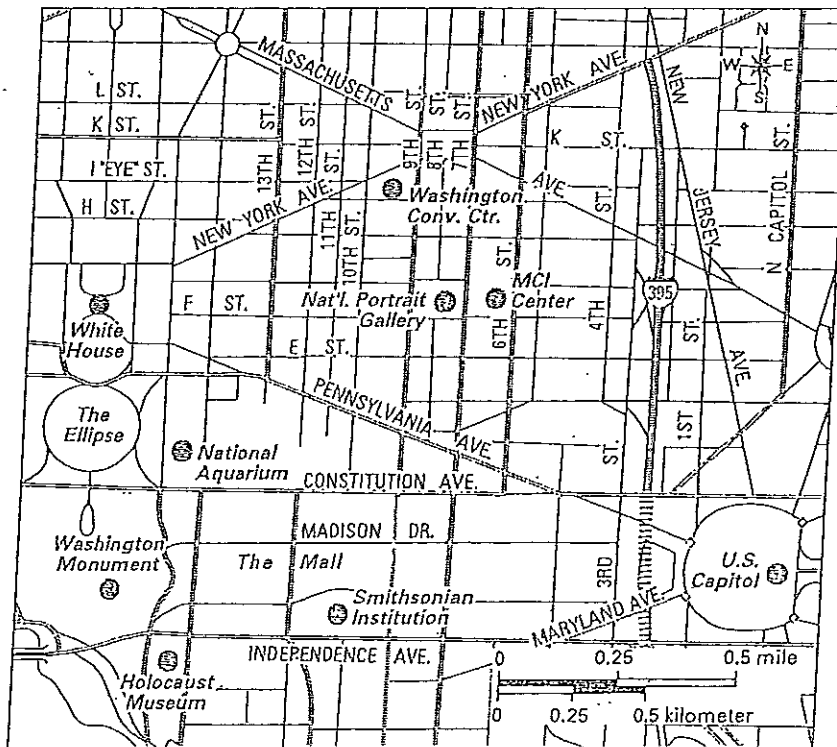 N
W E
S
MASSACHUSETTS
NEW YORK AVE.
NEW
JERSEY
AVE.
L ST.
K ST.
I "EYE" ST.
H ST.
13TH ST.
12TH ST.
11TH ST.
10TH ST.
9TH ST.
8TH ST.
7TH ST.
K ST.
AVE.
N CAPITOL ST.
NEW YORK AVE.
Washington
Conv. Ctr.
White
House
F ST.
Nat'l. Portrait
Gallery
MCI
Center
6TH ST.
4TH ST.
395
E ST.
1ST ST.
PENNSYLVANIA AVE.
The
Ellipse
National
Aquarium
CONSTITUTION AVE.
MADISON DR.
Washington
Monument
The Mall
3RD ST.
U.S.
Capitol
Smithsonian
Institution
MARYLAND AVE.
INDEPENDENCE AVE.
Holocaust
Museum
0 0.25 0.5 mile
0 0.25 0.5 kilometer